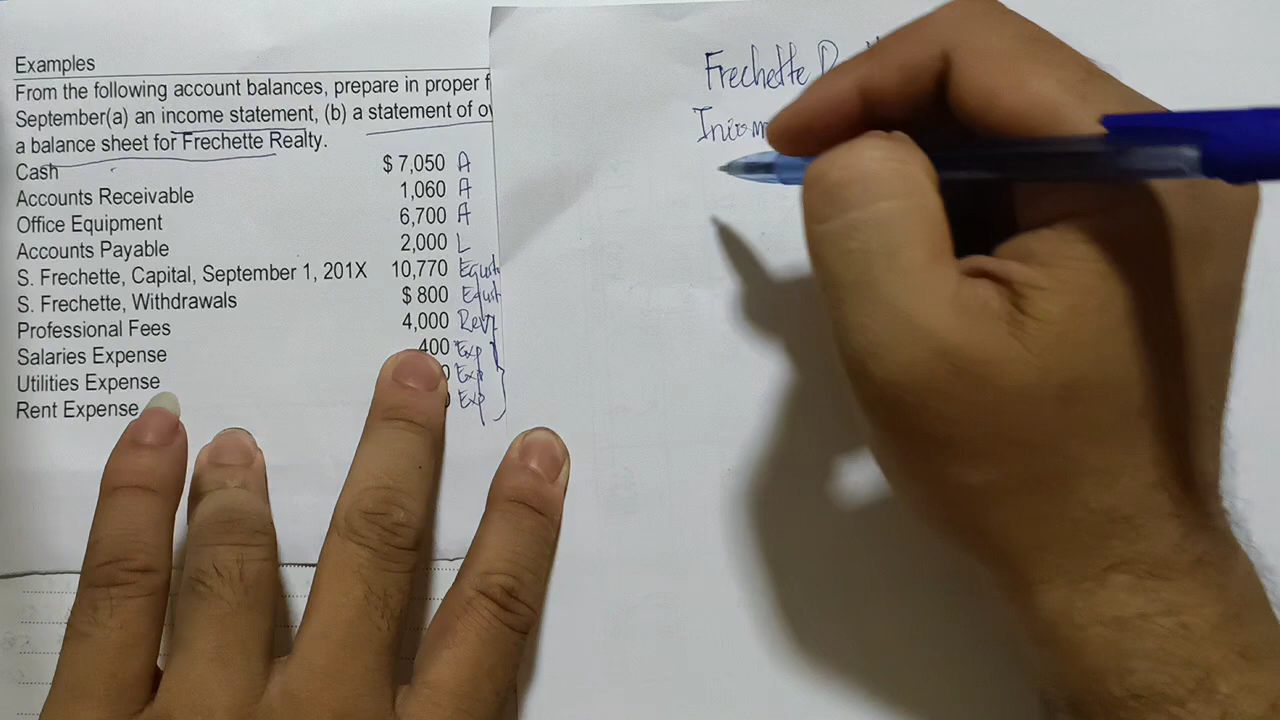 Examples
From the following account balances, prepare in proper f
September(a) an income statement, (b) a statement of ow
a balance sheet for Frechette Realty.
Cash $ 7,050 A
Accounts Receivable 1,060 A
Office Equipment 6,700 A
Accounts Payable 2,000 L
S. Frechette, Capital, September 1, 201X 10,770 Equit
S. Frechette, Withdrawals $ 800 Equit
Professional Fees 4,000 Rev
Salaries Expense 400 Exp
Utilities Expense 0 Exp
Rent Expense Exp
Frechette
Incom